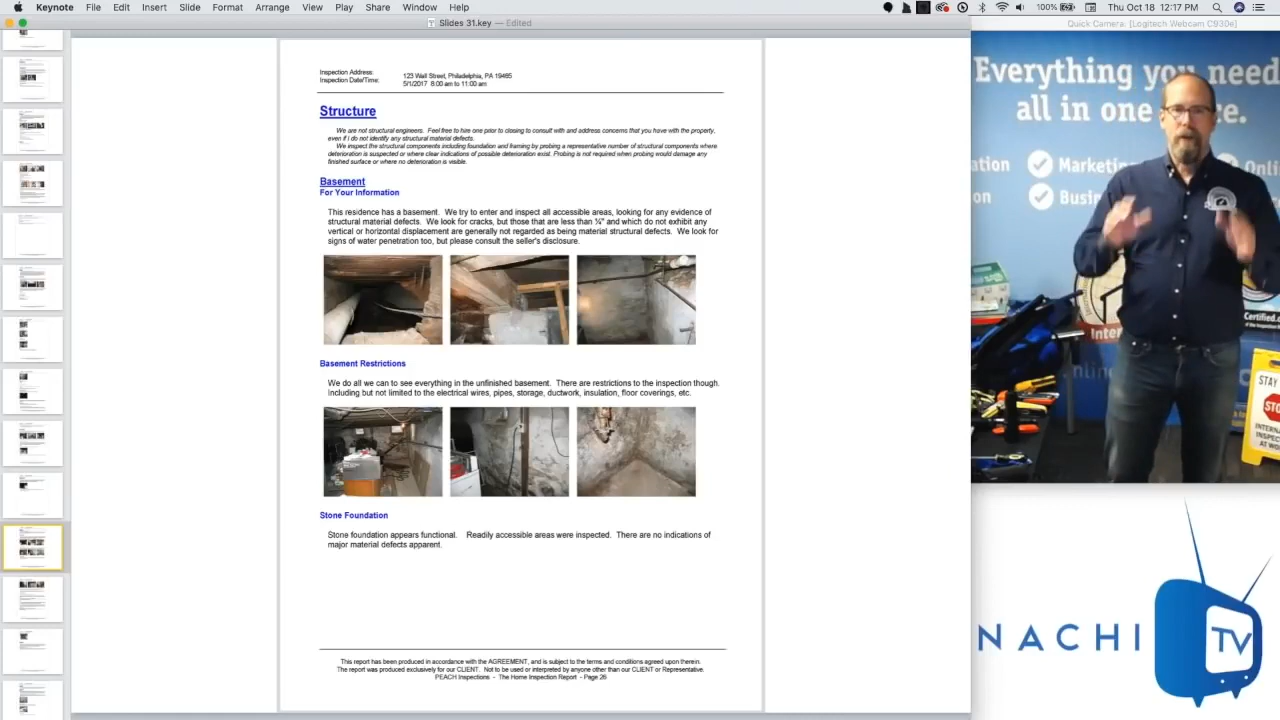 Keynote File Edit Insert Slide Format Arrange View Play Share Window Help 100% Thu Oct 18 12:17 PM
Slides 31.key — Edited
Quick Camera: [Logitech Webcam C930e]
Inspection Address: 123 Wall Street, Philadelphia, PA 19465
Inspection Date/Time: 5/1/2017 8:00 am to 11:00 am
Structure
We are not structural engineers. Feel free to hire one prior to closing to consult with and address concerns that you have with the property,
even if I do not identify any structural material defects.
We inspect the structural components including foundation and framing by probing a representative number of structural components where
deterioration is suspected or where clear indications of possible deterioration exist. Probing is not required when probing would damage any
finished surface or where no deterioration is visible.
Basement
For Your Information
This residence has a basement. We try to enter and inspect all accessible areas, looking for any evidence of
structural material defects. We look for cracks, but those that are less than ¼" and which do not exhibit any
vertical or horizontal displacement are generally not regarded as being material structural defects. We look for
signs of water penetration too, but please consult the seller's disclosure.
Basement Restrictions
We do all we can to see everything in the unfinished basement. There are restrictions to the inspection though.
Including but not limited to the electrical wires, pipes, storage, ductwork, insulation, floor coverings, etc.
Stone Foundation
Stone foundation appears functional. Readily accessible areas were inspected. There are no indications of
major material defects apparent.
This report has been produced in accordance with the AGREEMENT, and is subject to the terms and conditions agreed upon therein.
The report was produced exclusively for our CLIENT. Not to be used or interpreted by anyone other than our CLIENT or Representative.
PEACH Inspections - The Home Inspection Report - Page 26
Everything you need
all in one
Marketing
Busin
Onli
Inter
Certified.o
STAY
STO
INTERNA
INSPEC
AT WO
NACHI TV